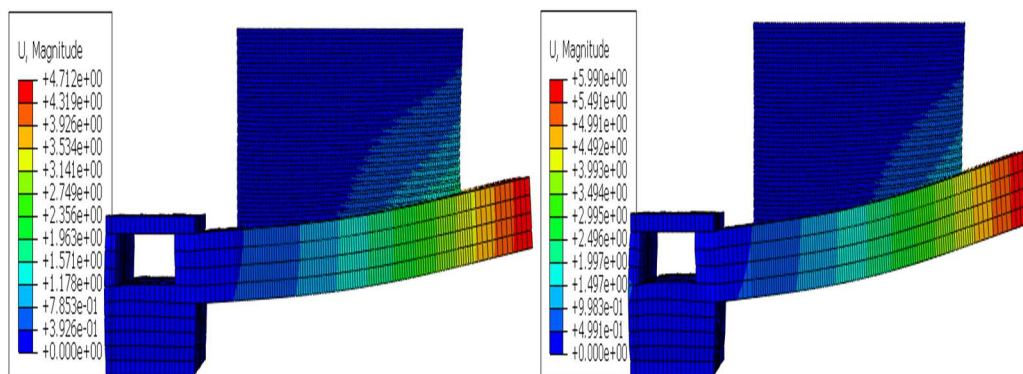 U, Magnitude
+4.712e+00
+4.319e+00
+3.926e+00
+3.534e+00
+3.141e+00
+2.749e+00
+2.356e+00
+1.963e+00
+1.571e+00
+1.178e+00
+7.853e-01
+3.926e-01
+0.000e+00
U, Magnitude
+5.990e+00
+5.491e+00
+4.991e+00
+4.492e+00
+3.993e+00
+3.494e+00
+2.995e+00
+2.496e+00
+1.997e+00
+1.497e+00
+9.983e-01
+4.991e-01
+0.000e+00